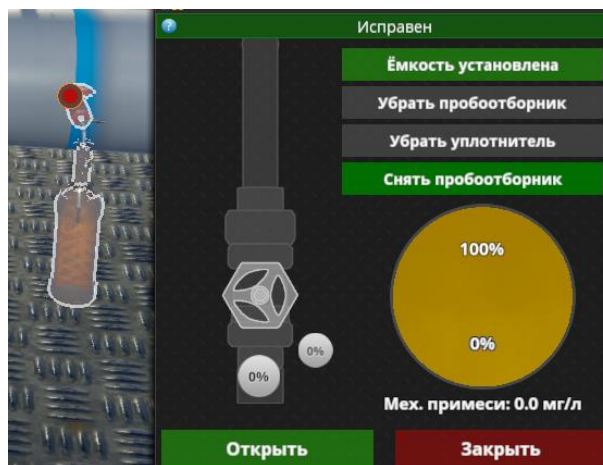 ?
Исправен
Ёмкость установлена
Убрать пробоотборник
Убрать уплотнитель
Снять пробоотборник
100%
0%
0%
0%
Мех. примеси: 0.0 мг/л
Открыть
Закрыть